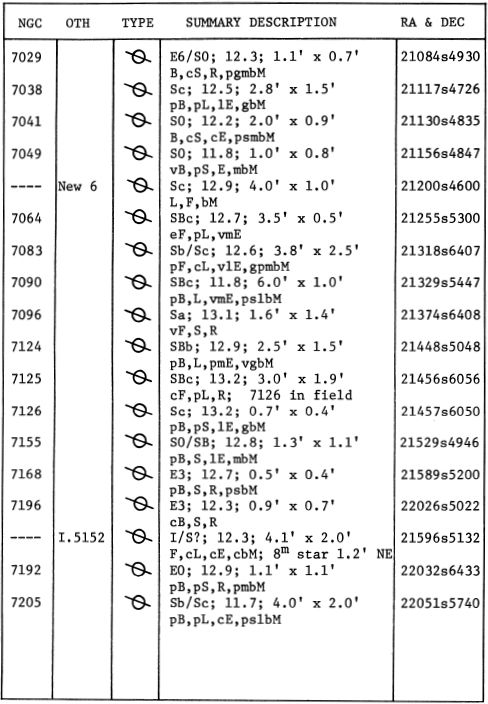 NGC OTH TYPE SUMMARY DESCRIPTION RA & DEC
7029 E6/S0; 12.3; 1.1' x 0.7' 21084s4930
B,cS,R,pgmbM
7038 Sc; 12.5; 2.8' x 1.5' 21117s4726
pB,pL,lE,gbM
7041 S0; 12.2; 2.0' x 0.9' 21130s4835
B,cS,cE,psmbM
7049 S0; 11.8; 1.0' x 0.8' 21156s4847
vB,pS,E,mbM
---- New 6 Sc; 12.9; 4.0' x 1.0' 21200s4600
L,F,bM
7064 SBc; 12.7; 3.5' x 0.5' 21255s5300
eF,pL,vmE
7083 Sb/Sc; 12.6; 3.8' x 2.5' 21318s6407
pF,cL,vlE,gpmbM
7090 SBc; 11.8; 6.0' x 1.0' 21329s5447
pB,L,vmE,pslbM
7096 Sa; 13.1; 1.6' x 1.4' 21374s6408
vF,S,R
7124 SBb; 12.9; 2.5' x 1.5' 21448s5048
pB,L,pmE,vgbM
7125 SBc; 13.2; 3.0' x 1.9' 21456s6056
cF,pL,R; 7126 in field
7126 Sc; 13.2; 0.7' x 0.4' 21457s6050
pB,pS,lE,gbM
7155 S0/SB; 12.8; 1.3' x 1.1' 21529s4946
pB,S,lE,mbM
7168 E3; 12.7; 0.5' x 0.4' 21589s5200
pB,S,R,psbM
7196 E3; 12.3; 0.9' x 0.7' 22026s5022
cB,S,R
---- I.5152 I/S?; 12.3; 4.1' x 2.0' 21596s5132
F,cL,cE,cbM; 8m star 1.2' NE
7192 E0; 12.9; 1.1' x 1.1' 22032s6433
pB,pS,R,pmbM
7205 Sb/Sc; 11.7; 4.0' x 2.0' 22051s5740
pB,pL,cE,pslbM